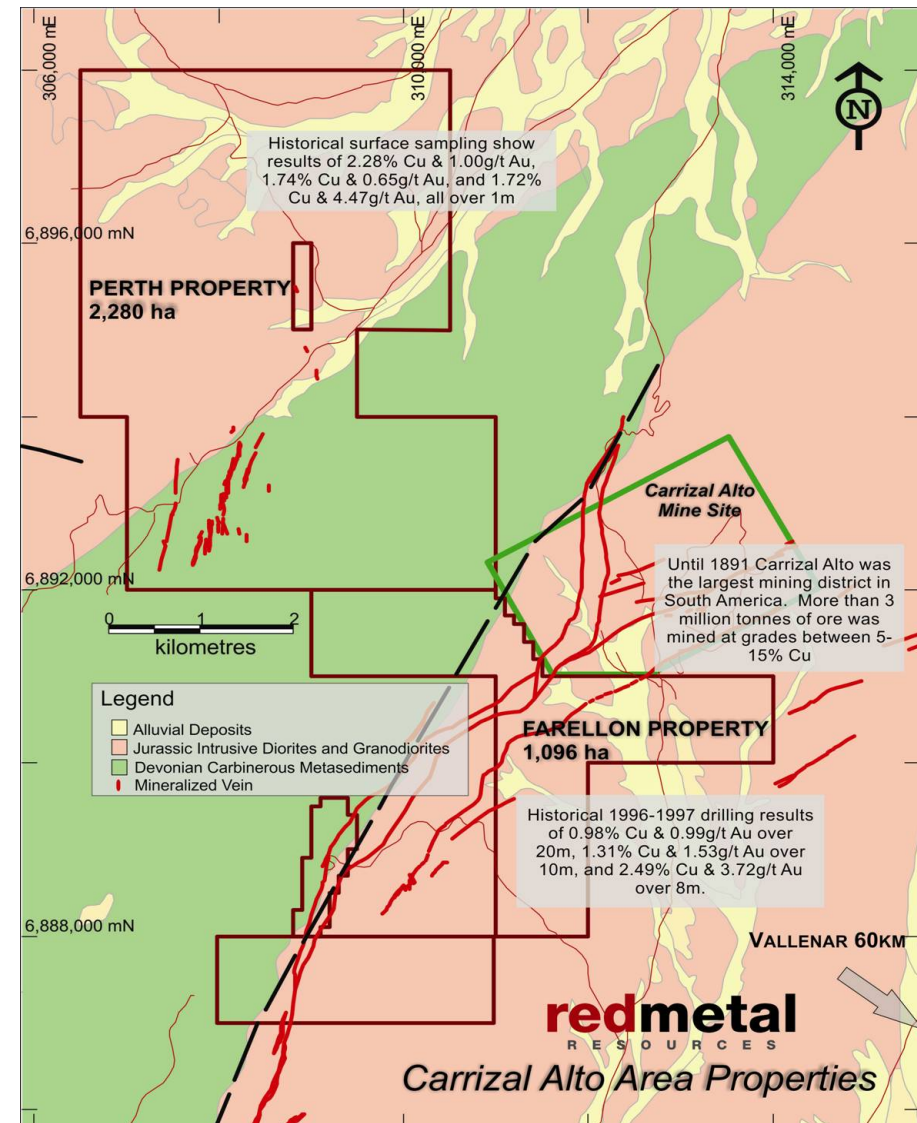 306,000 mE
310,000 mE
314,000 mE
N
Historical surface sampling show
results of 2.28% Cu & 1.00g/t Au,
1.74% Cu & 0.65g/t Au, and 1.72%
Cu & 4.47g/t Au, all over 1m
6,896,000 mN
PERTH PROPERTY
2,280 ha
Carrizal Alto
Mine Site
6,892,000 mN
Until 1891 Carrizal Alto was
the largest mining district in
South America. More than 3
million tonnes of ore was
mined at grades between 5-
15% Cu
0 1 2
kilometres
Legend
Alluvial Deposits
Jurassic Intrusive Diorites and Granodiorites
Devonian Carbinerous Metasediments
Mineralized Vein
FARELLON PROPERTY
1,096 ha
Historical 1996-1997 drilling results
of 0.98% Cu & 0.99g/t Au over
20m, 1.31% Cu & 1.53g/t Au over
10m, and 2.49% Cu & 3.72g/t Au
over 8m.
6,888,000 mN
VALLENAR 60KM
redmetal
RESOURCES
Carrizal Alto Area Properties